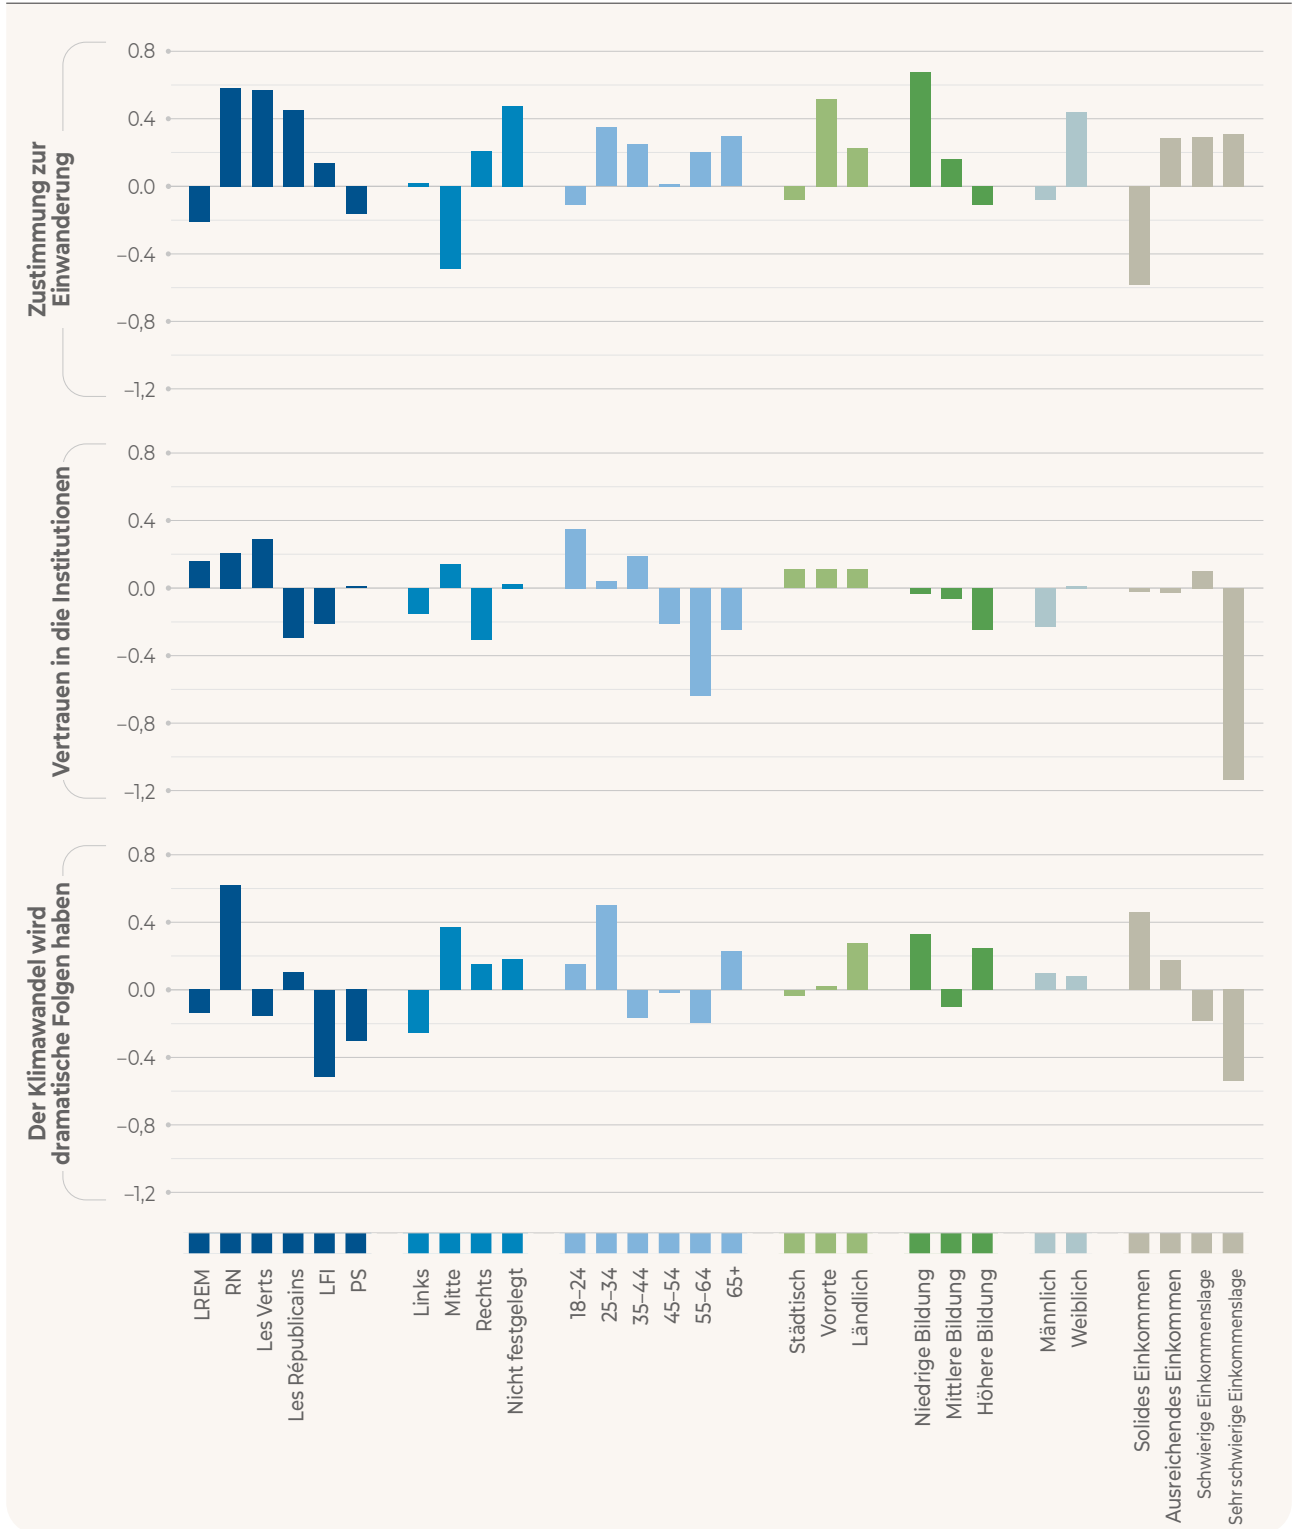 Zustimmung zur
Einwanderung
0.8
0.4
0.0
–0.4
–0,8
–1,2
Vertrauen in die Institutionen
0.8
0.4
0.0
–0.4
–0,8
–1,2
Der Klimawandel wird
dramatische Folgen haben
0.8
0.4
0.0
–0.4
–0,8
–1,2
LREM
RN
Les Verts
Les Républicains
LFI
PS
Links
Mitte
Rechts
Nicht festgelegt
18–24
25–34
35–44
45–54
55–64
65+
Städtisch
Vororte
Ländlich
Niedrige Bildung
Mittlere Bildung
Höhere Bildung
Männlich
Weiblich
Solides Einkommen
Ausreichendes Einkommen
Schwierige Einkommenslage
Sehr schwierige Einkommenslage